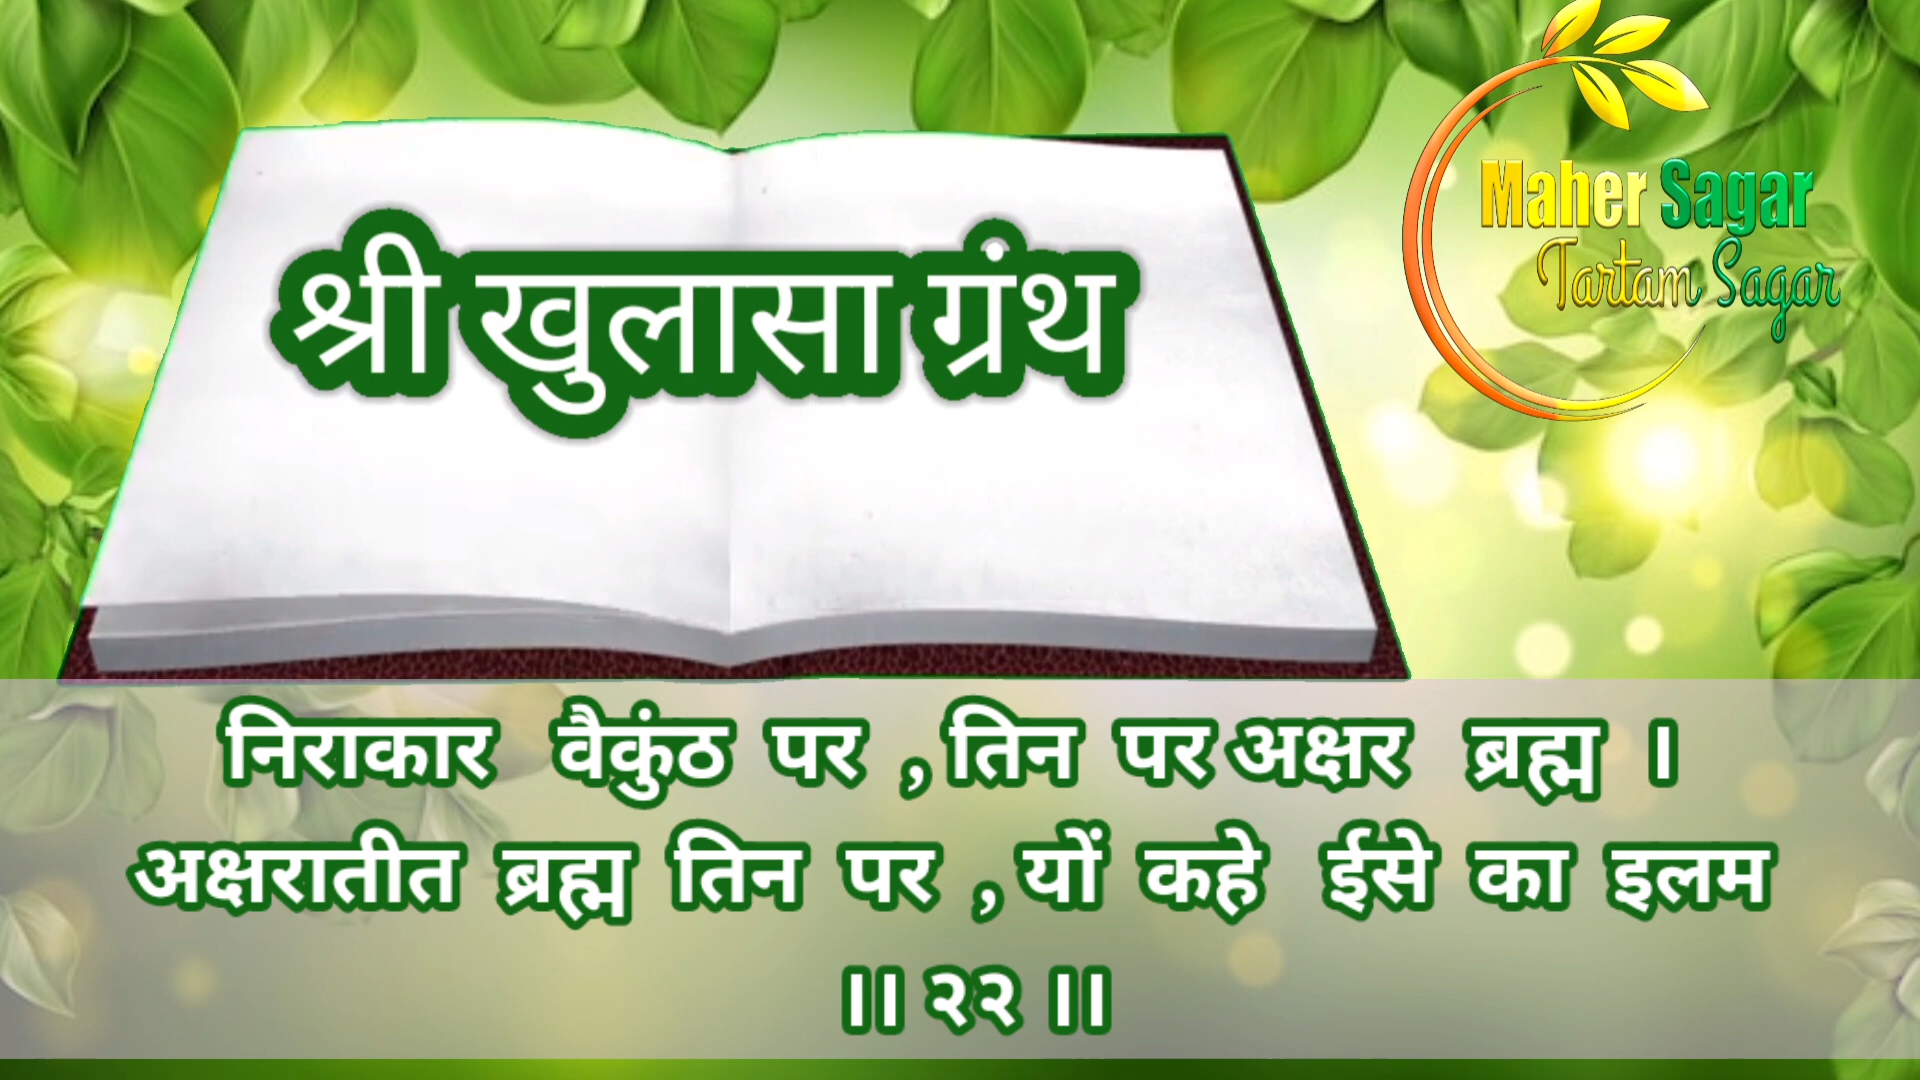 श्री खुलासा ग्रंथ
Maher Sagar
Tartam Sagar
निराकार वैकुंठ पर , तिन पर अक्षर ब्रह्म ।
अक्षरातीत ब्रह्म तिन पर , यों कहे ईसे का इलम
।। २२ ।।